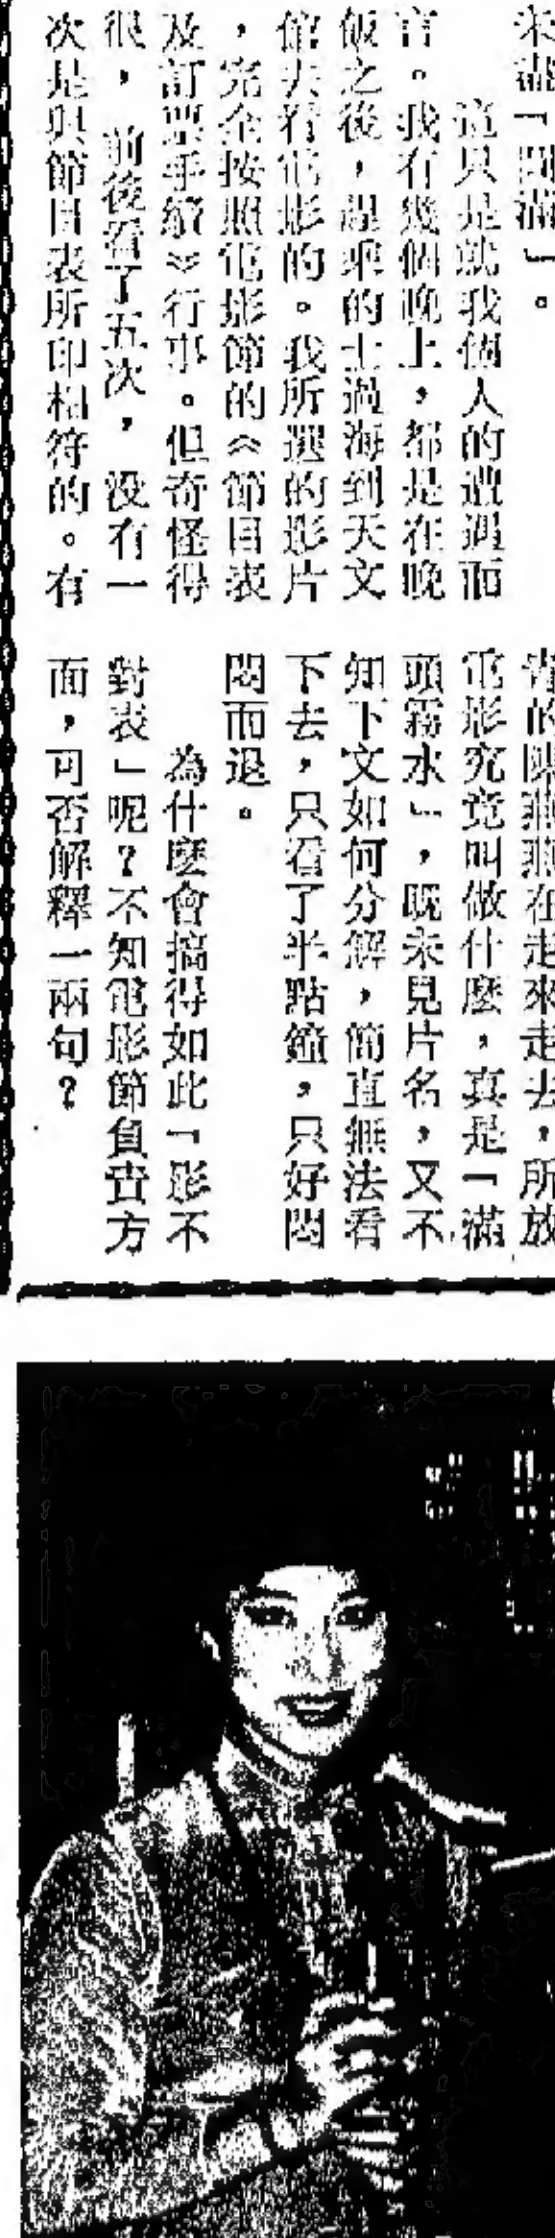 未盡「圓滿」。
這只是就我個人的遭遇而
言。我有幾個晚上,都是在晚
飯之後,趕乘的士過海到天文
館去看電影的。我所選的影片
,完全按照電影節的《節目表
及訂票手續》行事。但奇怪得
很,前後看了五次,沒有一
次是與節目表所印相符的。有
青的陳燕燕在走來走去,所放
電影究竟叫做什麼,真是「滿
頭霧水」,既未見片名,又不
知下文如何分解,簡直無法看
下去,只看了半點鐘,只好悶
悶而退。
為什麼會搞得如此「影不
對表」呢?不知電影節負責方
面,可否解釋一兩句?